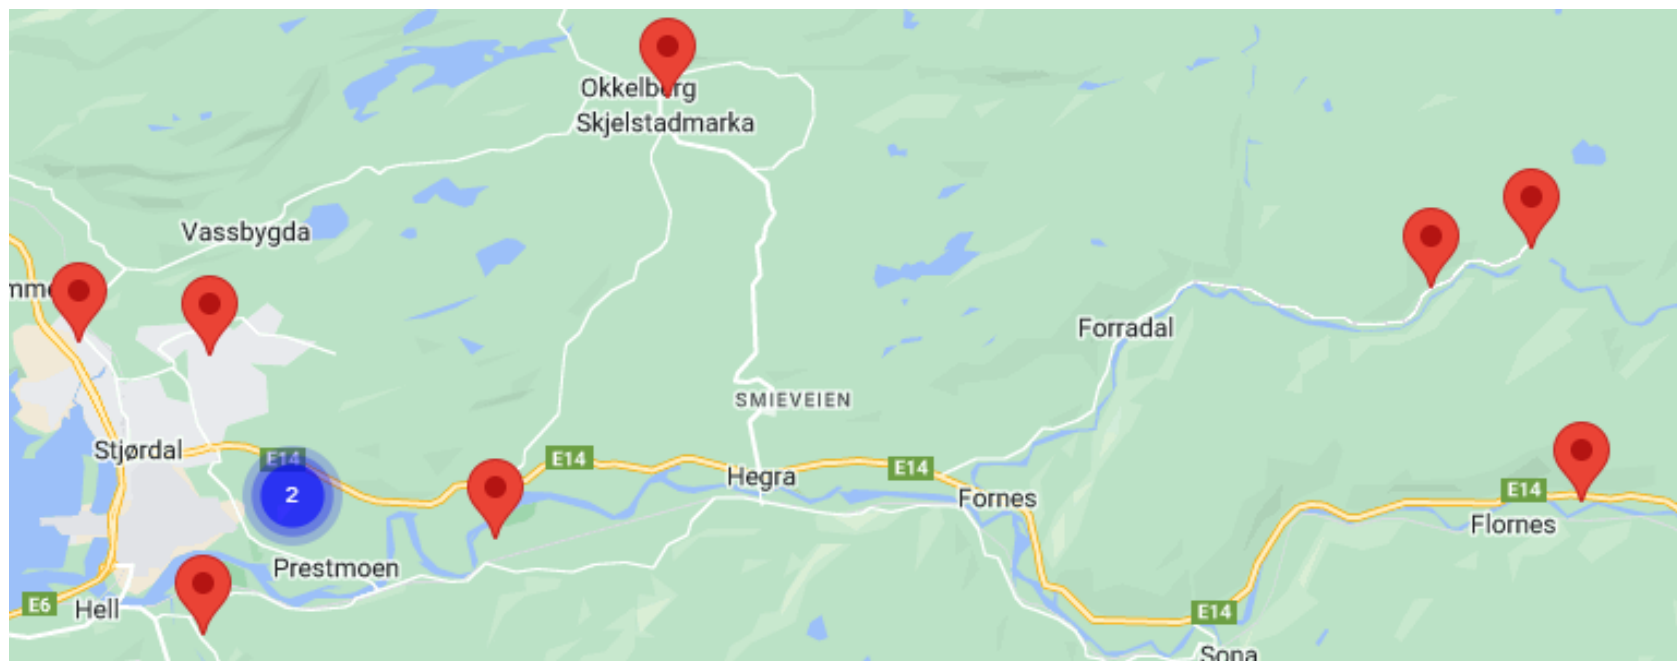 Okkelberg
Skjelstadmarka
Vassbygda
Forradal
SMIEVEIEN
Stjørdal
E14
2
E14
Hegra
E14
Fornes
E14
Flornes
Prestmoen
E6
Hell
E14
Sona